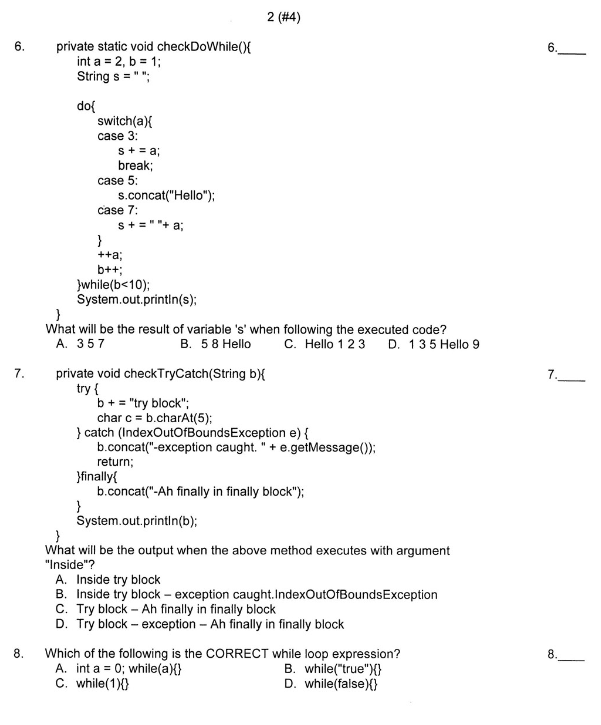 2 (#4)
6. private static void checkDoWhile(){ 6.____
int a = 2, b = 1;
String s = " ";
do{
switch(a){
case 3:
s + = a;
break;
case 5:
s.concat("Hello");
case 7:
s + = " "+ a;
}
++a;
b++;
}while(b<10);
System.out.println(s);
}
What will be the result of variable 's' when following the executed code?
A. 3 5 7 B. 5 8 Hello C. Hello 1 2 3 D. 1 3 5 Hello 9
7. private void checkTryCatch(String b){ 7.____
try {
b + = "try block";
char c = b.charAt(5);
} catch (IndexOutOfBoundsException e) {
b.concat("-exception caught. " + e.getMessage());
return;
}finally{
b.concat("-Ah finally in finally block");
}
System.out.println(b);
}
What will be the output when the above method executes with argument
"Inside"?
A. Inside try block
B. Inside try block – exception caught.IndexOutOfBoundsException
C. Try block – Ah finally in finally block
D. Try block – exception – Ah finally in finally block
8. Which of the following is the CORRECT while loop expression? 8.____
A. int a = 0; while(a){} B. while("true"){}
C. while(1){} D. while(false){}